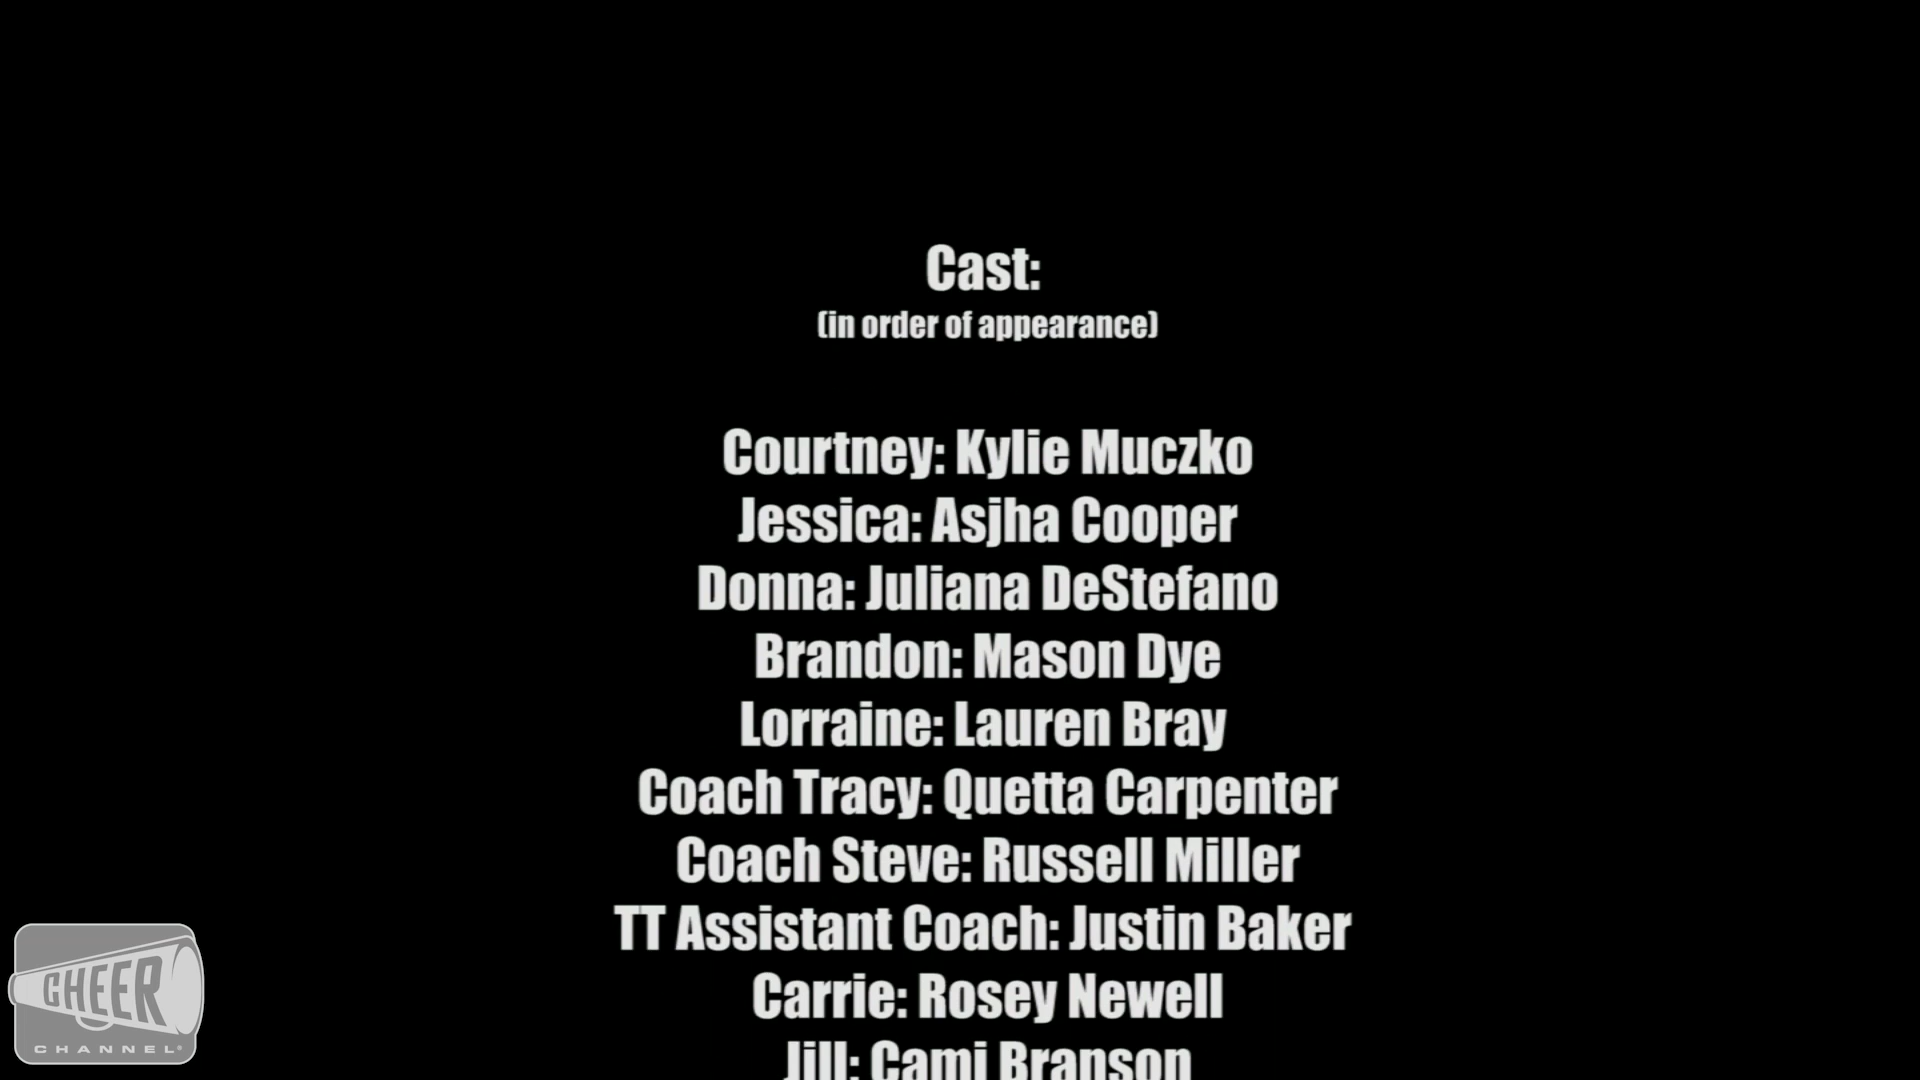 Cast:
(in order of appearance)
Courtney: Kylie Muczko
Jessica: Asjha Cooper
Donna: Juliana DeStefano
Brandon: Mason Dye
Lorraine: Lauren Bray
Coach Tracy: Quetta Carpenter
Coach Steve: Russell Miller
TT Assistant Coach: Justin Baker
Carrie: Rosey Newell
Jill: Cami Branson
CHEER
CHANNEL